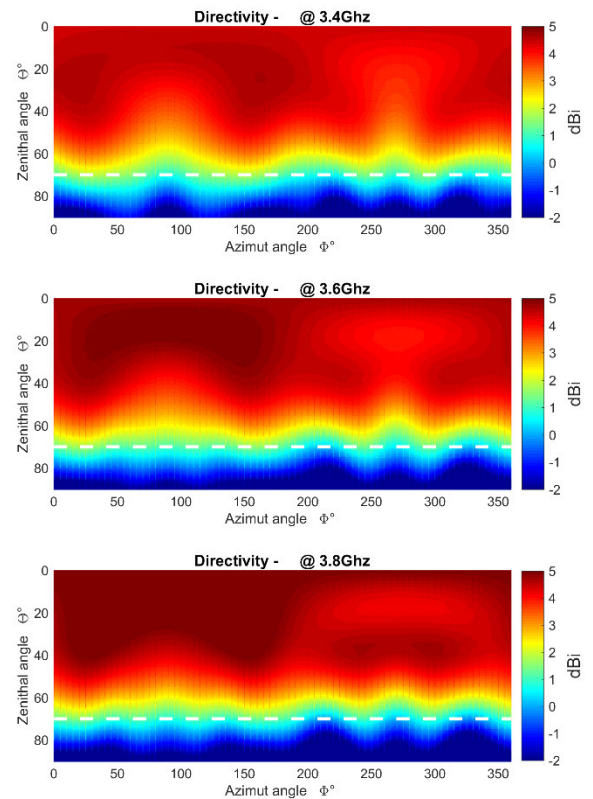 Directivity - @ 3.4Ghz
Zenithal angle Θ°
0
20
40
60
80
0 50 100 150 200 250 300 350
Azimut angle Φ°
5
4
3
2
1
0
-1
-2
dBi
Directivity - @ 3.6Ghz
Zenithal angle Θ°
0
20
40
60
80
0 50 100 150 200 250 300 350
Azimut angle Φ°
5
4
3
2
1
0
-1
-2
dBi
Directivity - @ 3.8Ghz
Zenithal angle Θ°
0
20
40
60
80
0 50 100 150 200 250 300 350
Azimut angle Φ°
5
4
3
2
1
0
-1
-2
dBi